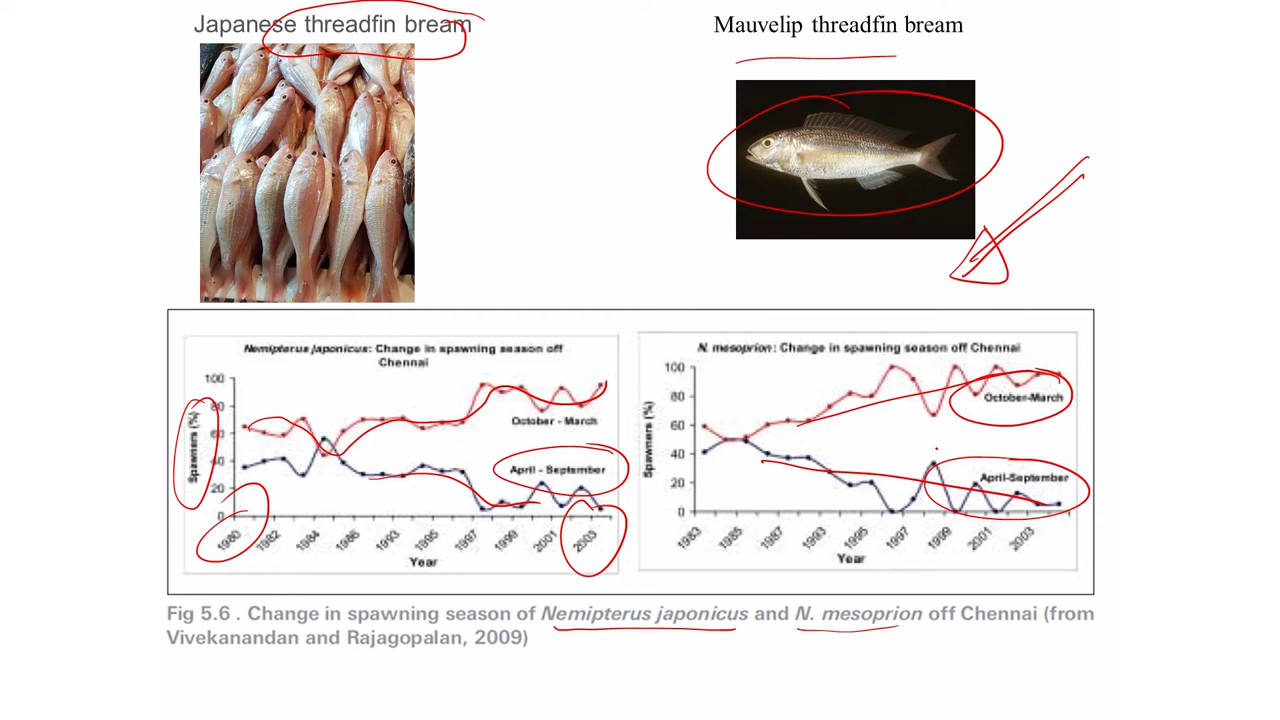 Japanese threadfin bream
Mauvelip threadfin bream
Nemipterus japonicus: Change in spawning season off
Chennai
100
80
60
40
20
0
Spawners (%)
October - March
April - September
1980
1982
1984
1986
1993
1995
1997
1999
2001
2003
Year
N. mesoprion: Change in spawning season off Chennai
100
80
60
40
20
0
Spawners (%)
October-March
April-September
1983
1985
1987
1993
1995
1997
1999
2001
2003
Year
Fig 5.6 . Change in spawning season of Nemipterus japonicus and N. mesoprion off Chennai (from
Vivekanandan and Rajagopalan, 2009)